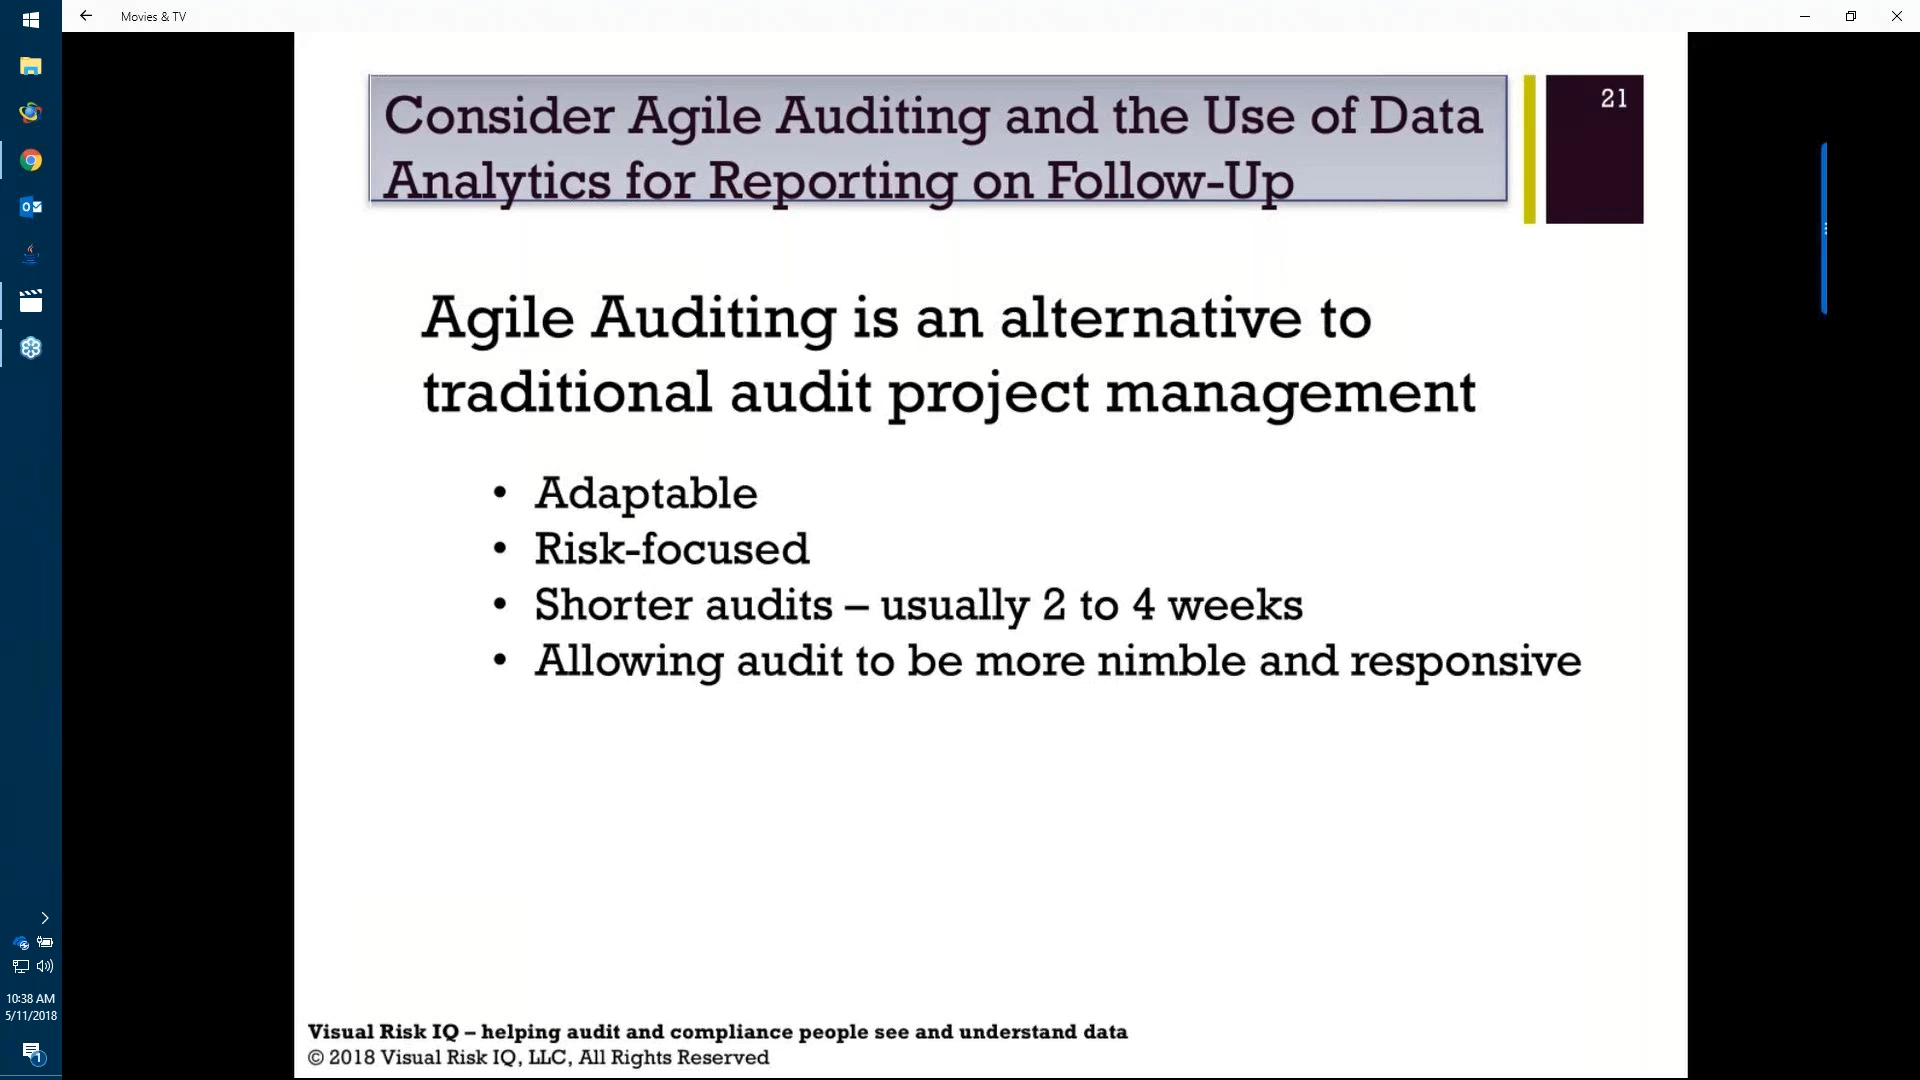 Movies & TV
Consider Agile Auditing and the Use of Data
Analytics for Reporting on Follow-Up
21
Agile Auditing is an alternative to
traditional audit project management
• Adaptable
• Risk-focused
• Shorter audits – usually 2 to 4 weeks
• Allowing audit to be more nimble and responsive
Visual Risk IQ – helping audit and compliance people see and understand data
© 2018 Visual Risk IQ, LLC, All Rights Reserved
10:38 AM
5/11/2018
1